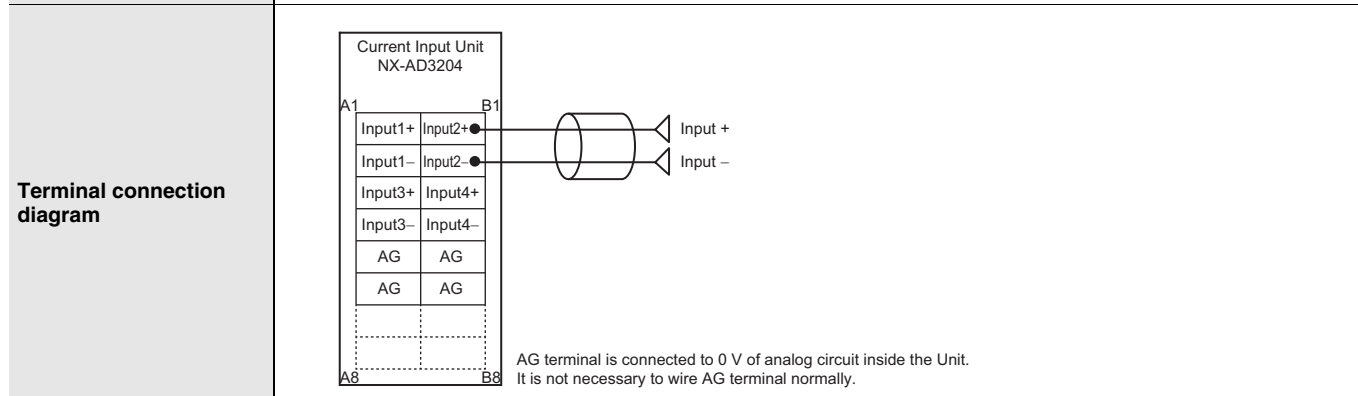 Terminal connection
diagram
Current Input Unit
NX-AD3204
A1 B1
Input1+ Input2+ Input +
Input1– Input2– Input –
Input3+ Input4+
Input3– Input4–
AG AG
AG AG
A8 B8
AG terminal is connected to 0 V of analog circuit inside the Unit.
It is not necessary to wire AG terminal normally.